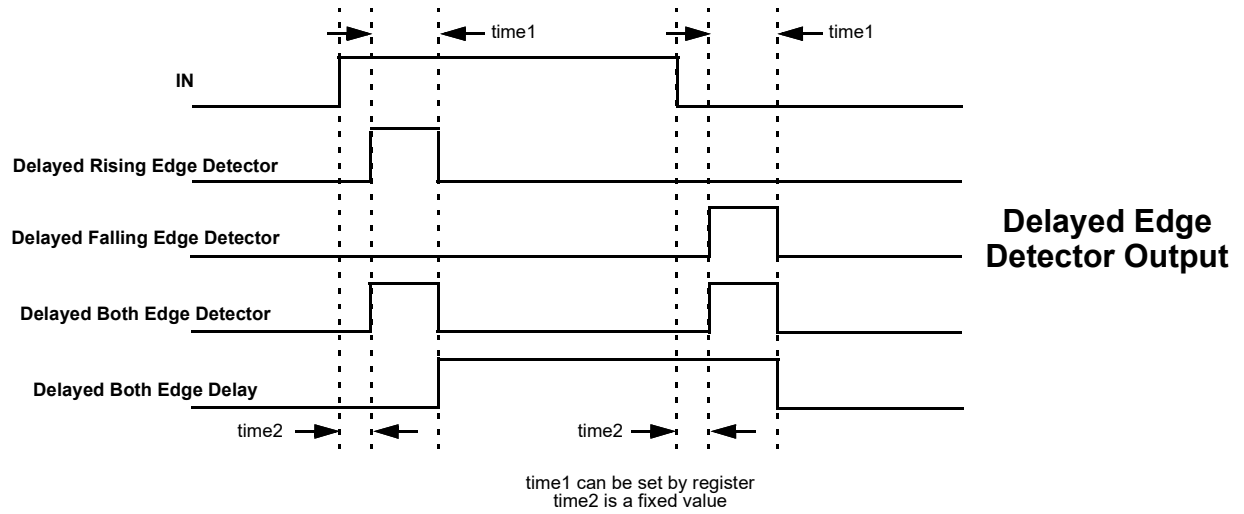 time1
time1
IN
Delayed Rising Edge Detector
Delayed Falling Edge Detector
Delayed Edge
Detector Output
Delayed Both Edge Detector
Delayed Both Edge Delay
time2
time2
time1 can be set by register
time2 is a fixed value